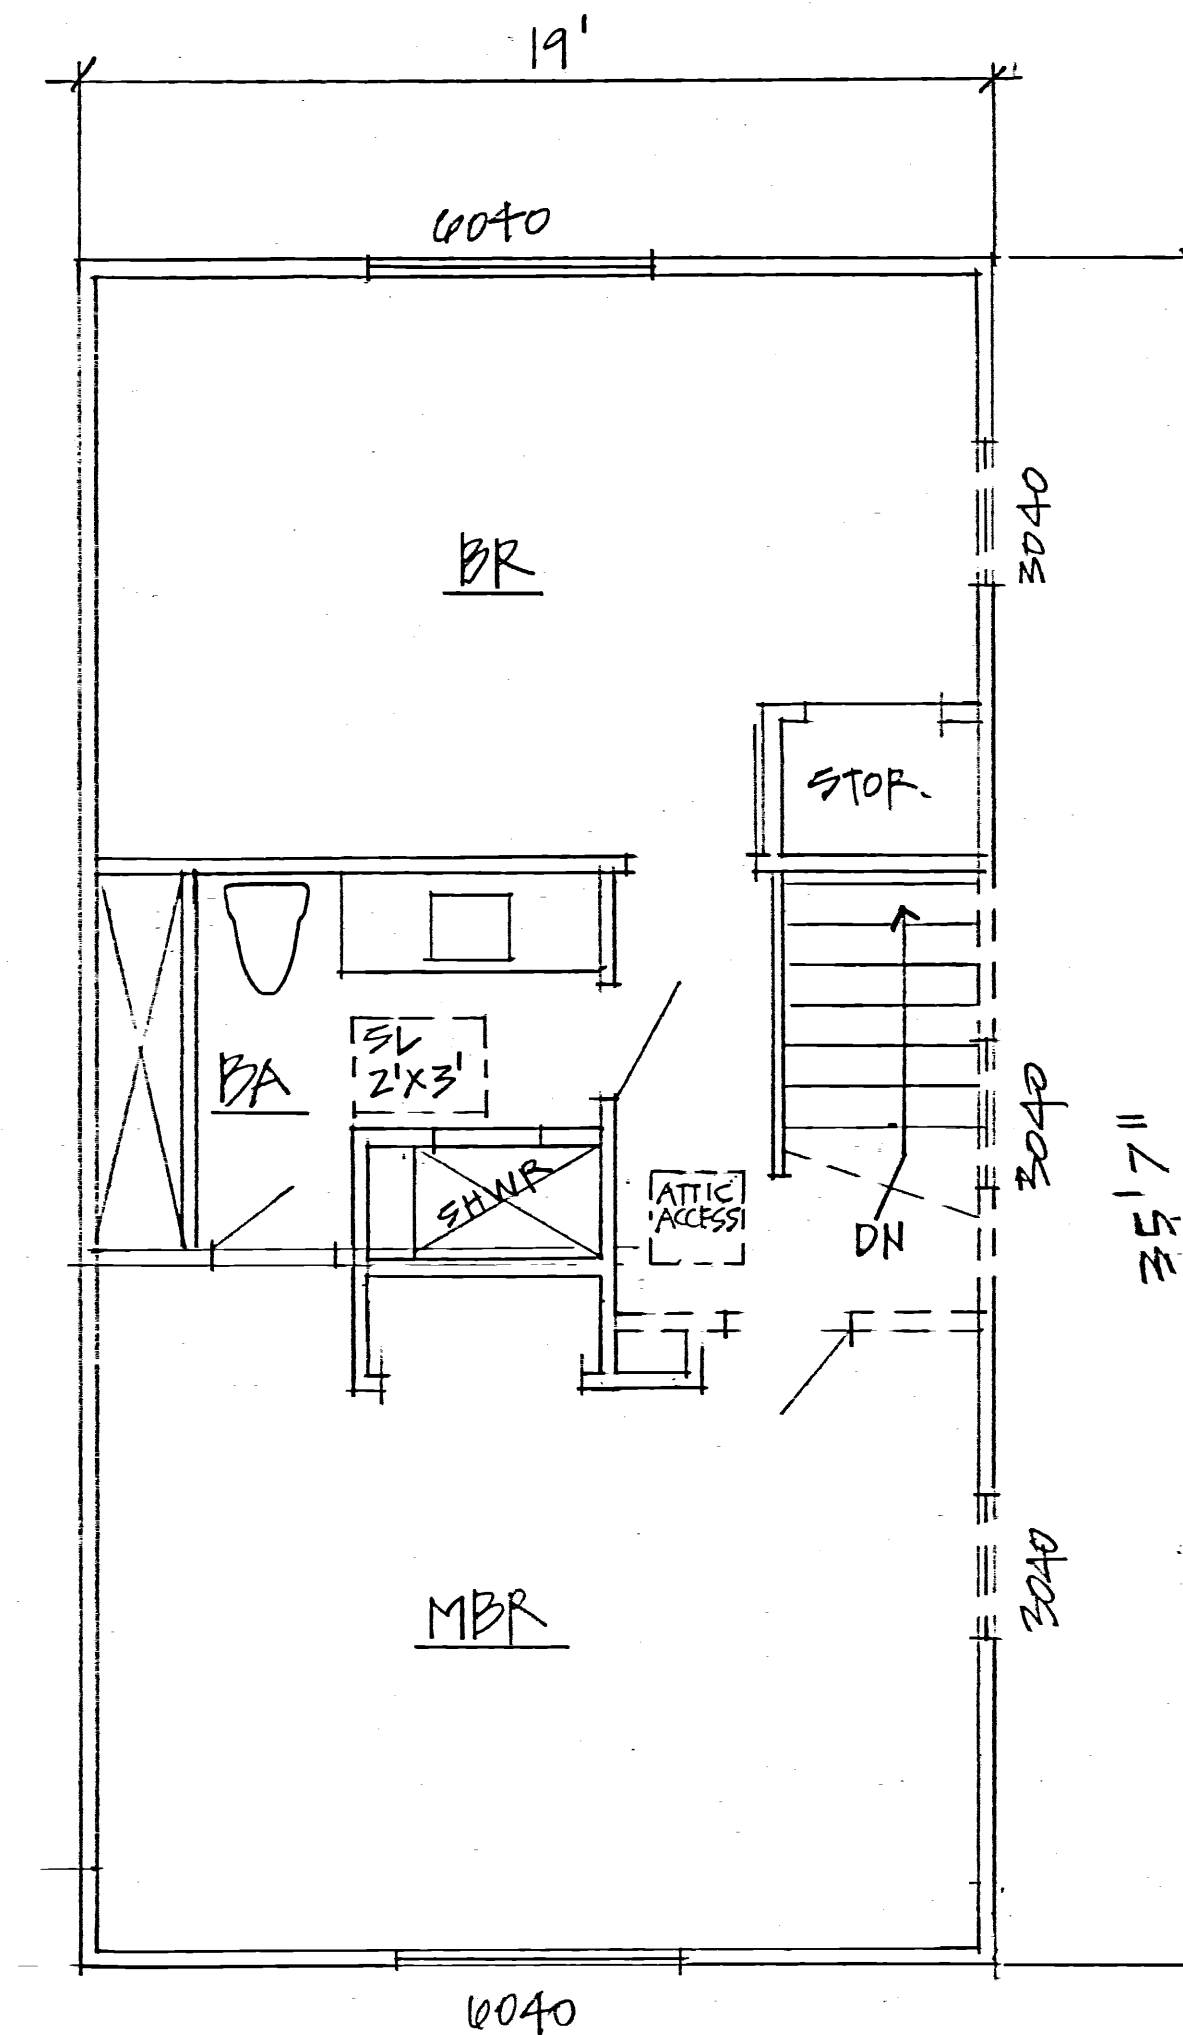 19'
6040
BR
3040
STOR.
SL
2'X3'
BA
3040
SHWR
ATTIC
ACCESS
DN
35'7"
MBR
3040
6040